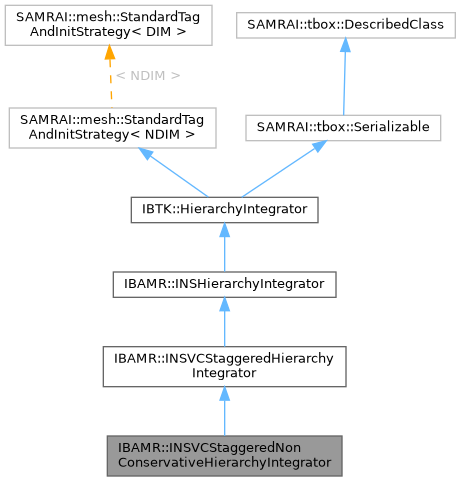 SAMRAI::mesh::StandardTag
AndInitStrategy< DIM >
SAMRAI::tbox::DescribedClass
< NDIM >
SAMRAI::mesh::StandardTag
AndInitStrategy< NDIM >
SAMRAI::tbox::Serializable
IBTK::HierarchyIntegrator
IBAMR::INSHierarchyIntegrator
IBAMR::INSVCStaggeredHierarchy
Integrator
IBAMR::INSVCStaggeredNon
ConservativeHierarchyIntegrator